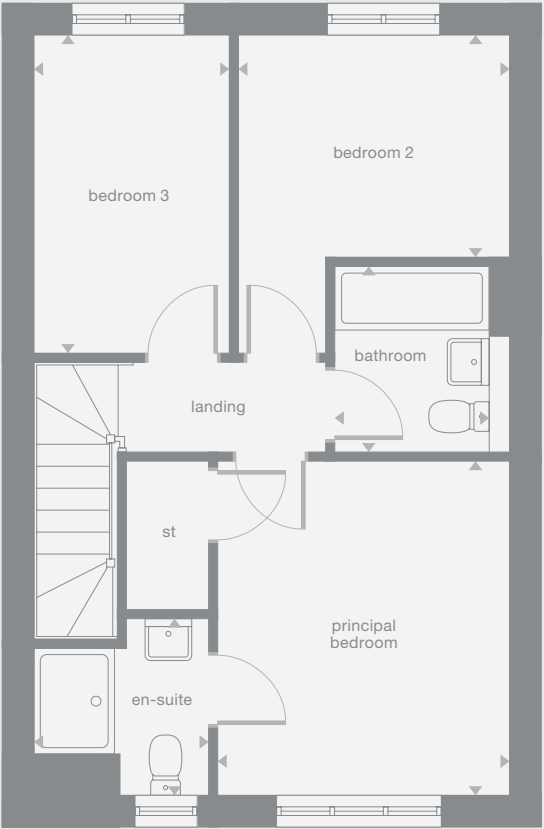 bedroom 2
bedroom 3
bathroom
landing
st
principal
bedroom
en-suite